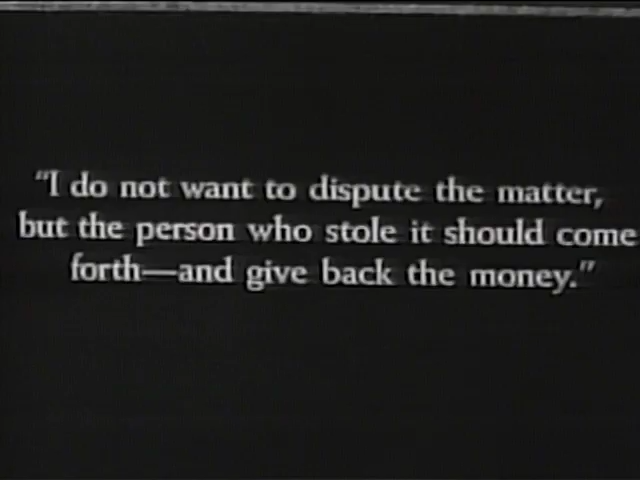 “I do not want to dispute the matter,
but the person who stole it should come
forth—and give back the money.”